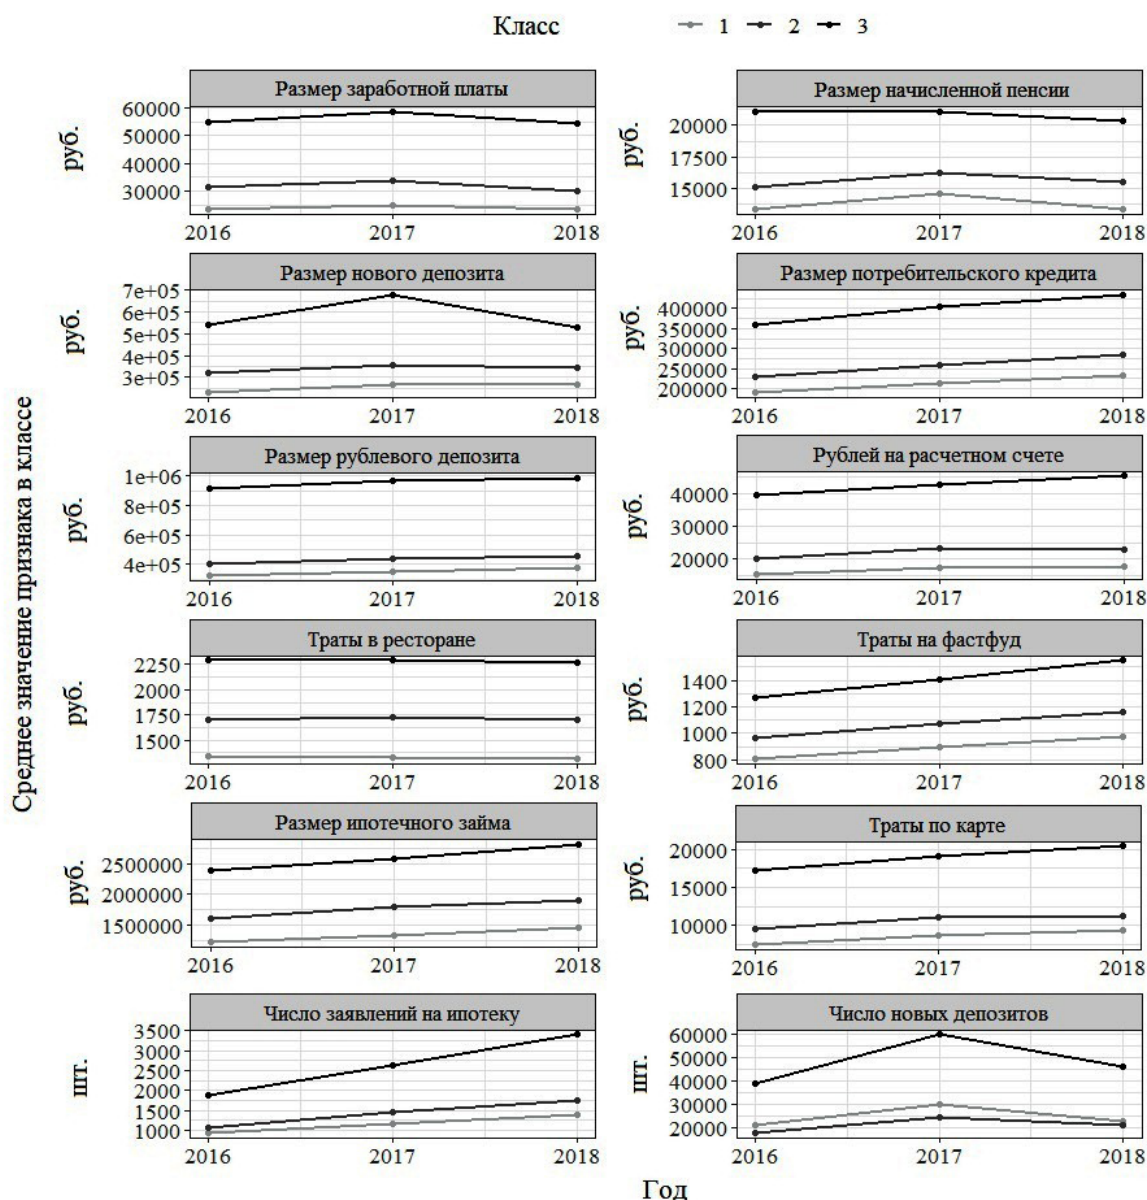 Класс 1 2 3
Среднее значение признака в классе
Размер заработной платы
руб.
60000
50000
40000
30000
2016 2017 2018
Размер начисленной пенсии
руб.
20000
17500
15000
2016 2017 2018
Размер нового депозита
руб.
7e+05
6e+05
5e+05
4e+05
3e+05
2016 2017 2018
Размер потребительского кредита
руб.
400000
350000
300000
250000
200000
2016 2017 2018
Размер рублевого депозита
руб.
1e+06
8e+05
6e+05
4e+05
2016 2017 2018
Рублей на расчетном счете
руб.
40000
30000
20000
2016 2017 2018
Траты в ресторане
руб.
2250
2000
1750
1500
2016 2017 2018
Траты на фастфуд
руб.
1400
1200
1000
800
2016 2017 2018
Размер ипотечного займа
руб.
2500000
2000000
1500000
2016 2017 2018
Траты по карте
руб.
20000
15000
10000
2016 2017 2018
Число заявлений на ипотеку
шт.
3500
3000
2500
2000
1500
1000
2016 2017 2018
Число новых депозитов
шт.
60000
50000
40000
30000
20000
2016 2017 2018
Год